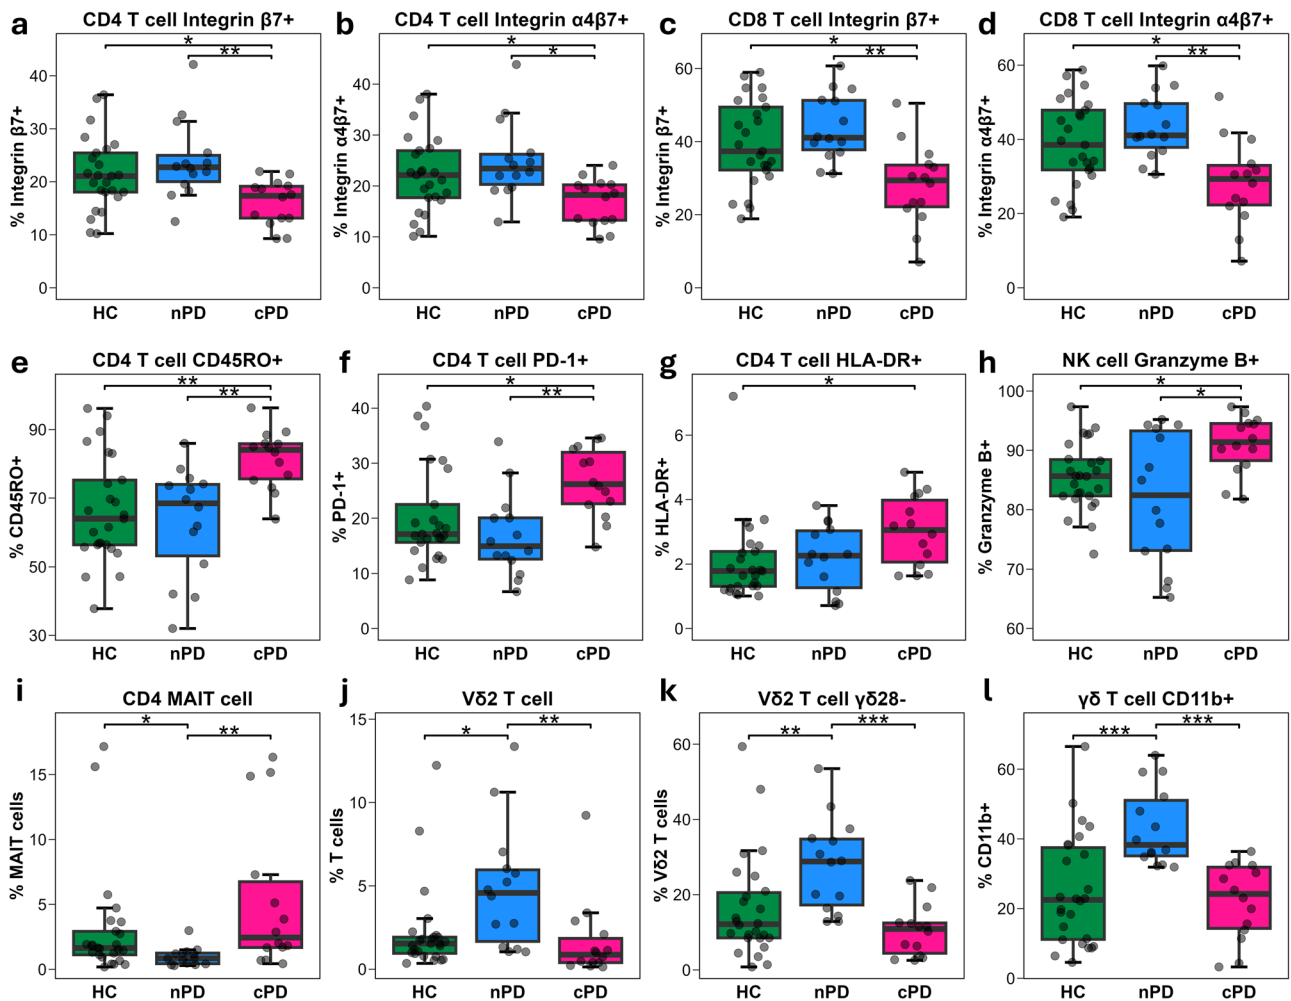 a CD4 T cell Integrin β7+ b CD4 T cell Integrin α4β7+ c CD8 T cell Integrin β7+ d CD8 T cell Integrin α4β7+
* ** * * * ** * **
% Integrin β7+ 0 10 20 30 40
% Integrin α4β7+ 0 10 20 30 40
% Integrin β7+ 0 20 40 60
% Integrin α4β7+ 0 20 40 60
HC nPD cPD HC nPD cPD HC nPD cPD HC nPD cPD
e CD4 T cell CD45RO+ f CD4 T cell PD-1+ g CD4 T cell HLA-DR+ h NK cell Granzyme B+
** ** * ** * * *
% CD45RO+ 30 50 70 90
% PD-1+ 0 10 20 30 40
% HLA-DR+ 0 2 4 6
% Granzyme B+ 60 70 80 90 100
HC nPD cPD HC nPD cPD HC nPD cPD HC nPD cPD
i CD4 MAIT cell j Vδ2 T cell k Vδ2 T cell γδ28- l γδ T cell CD11b+
* ** * ** ** *** *** ***
% MAIT cells 0 5 10 15
% T cells 0 5 10 15
% Vδ2 T cells 0 20 40 60
% CD11b+ 0 20 40 60
HC nPD cPD HC nPD cPD HC nPD cPD HC nPD cPD